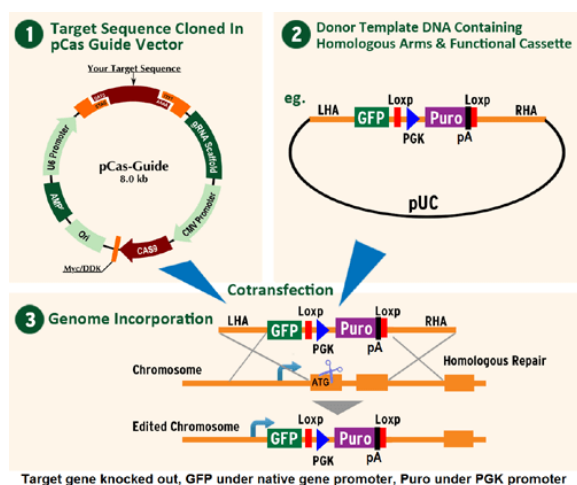 1 Target Sequence Cloned In
pCas Guide Vector
Your Target Sequence
U6 Promoter
gRNA Scaffold
pCas-Guide
8.0 kb
AMPr
CMV Promoter
Ori
CAS9
Myc/DDK
2 Donor Template DNA Containing
Homologous Arms & Functional Cassette
eg.
LHA Loxp Loxp RHA
GFP Puro
PGK pA
pUC
Cotransfection
3 Genome Incorporation
LHA Loxp Loxp RHA
GFP Puro
PGK pA
Homologous Repair
Chromosome
ATG
Edited Chromosome
Loxp Loxp
GFP Puro
PGK pA
Target gene knocked out, GFP under native gene promoter, Puro under PGK promoter